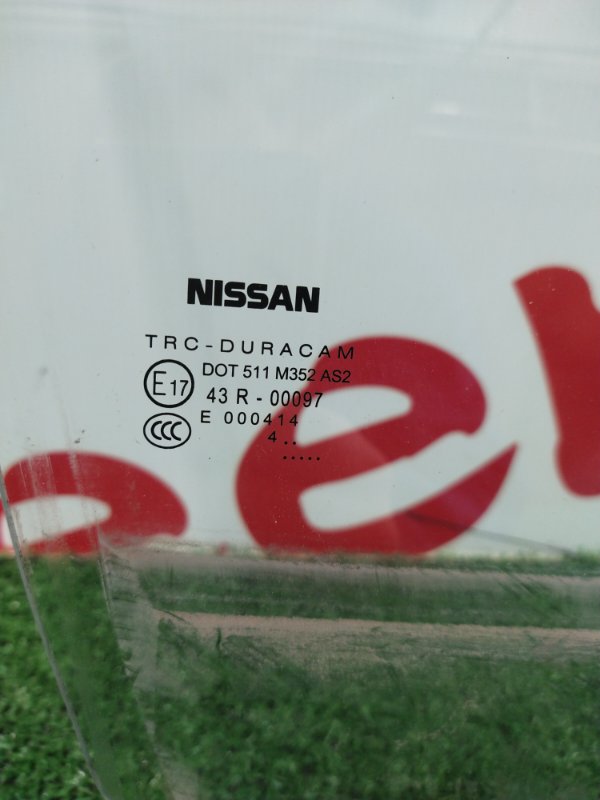 NISSAN
TRC-DURACAM
DOT 511 M352 AS2
E17
43 R - 00097
CCC
E 000414
4 ..
.....